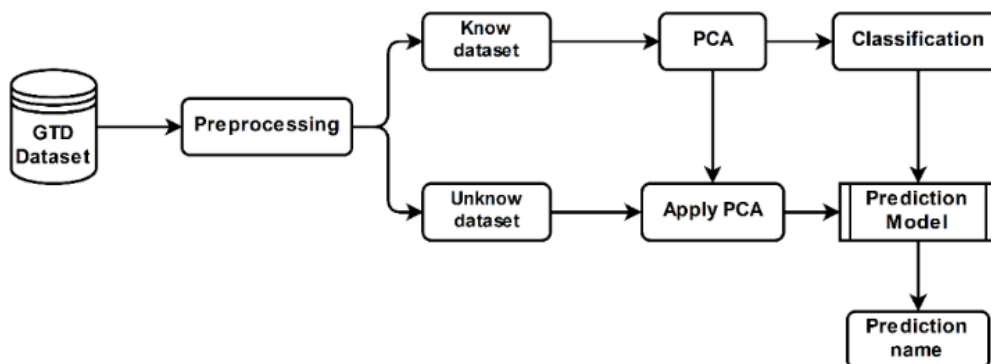 Know
dataset
PCA
Classification
GTD
Dataset
Preprocessing
Unknow
dataset
Apply PCA
Prediction
Model
Prediction
name